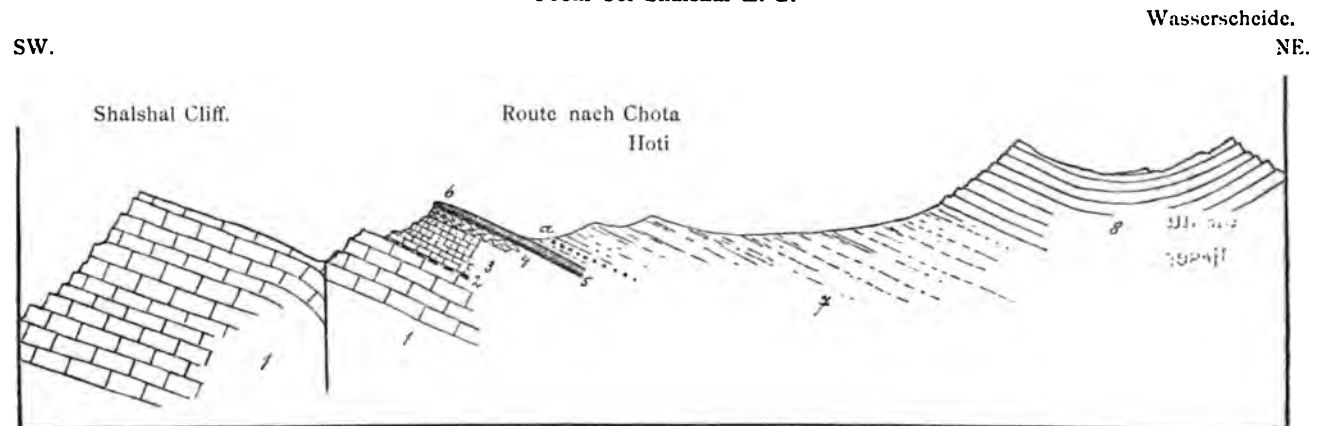 Wasserscheide.
SW.
NE.
Shalshal Cliff.
Route nach Chota
Hoti
6
a
8
3
4
2
5
7
1
1